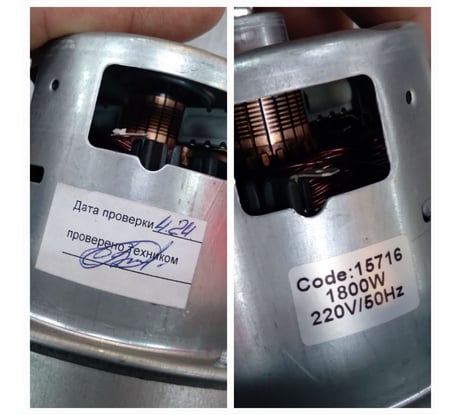 Дата проверки 4.24
проверено техником
Code:15716
1800W
220V/50Hz